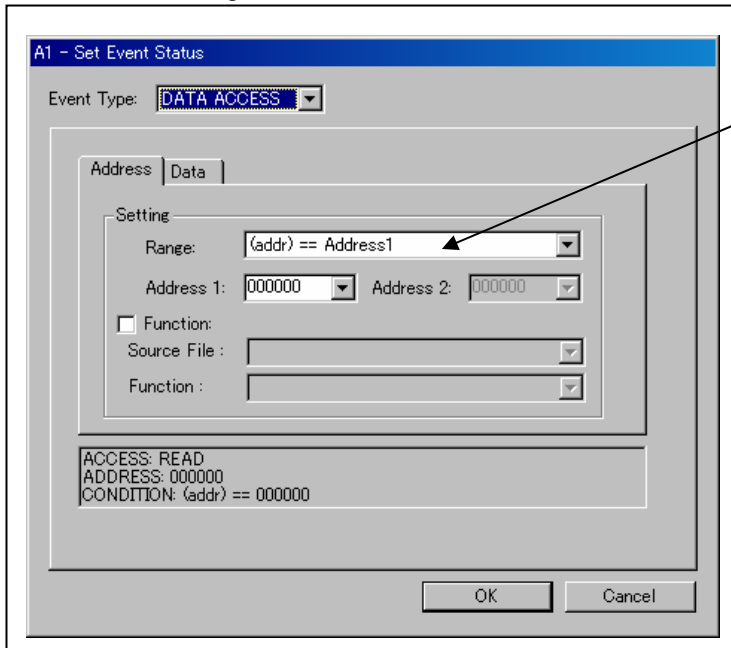 A1 - Set Event Status
Event Type: DATA ACCESS
Address Data
Setting
Range: (addr) == Address1
Address 1: 000000 Address 2: 000000
Function:
Source File :
Function :
ACCESS: READ
ADDRESS: 000000
CONDITION: (addr) == 000000
OK Cancel